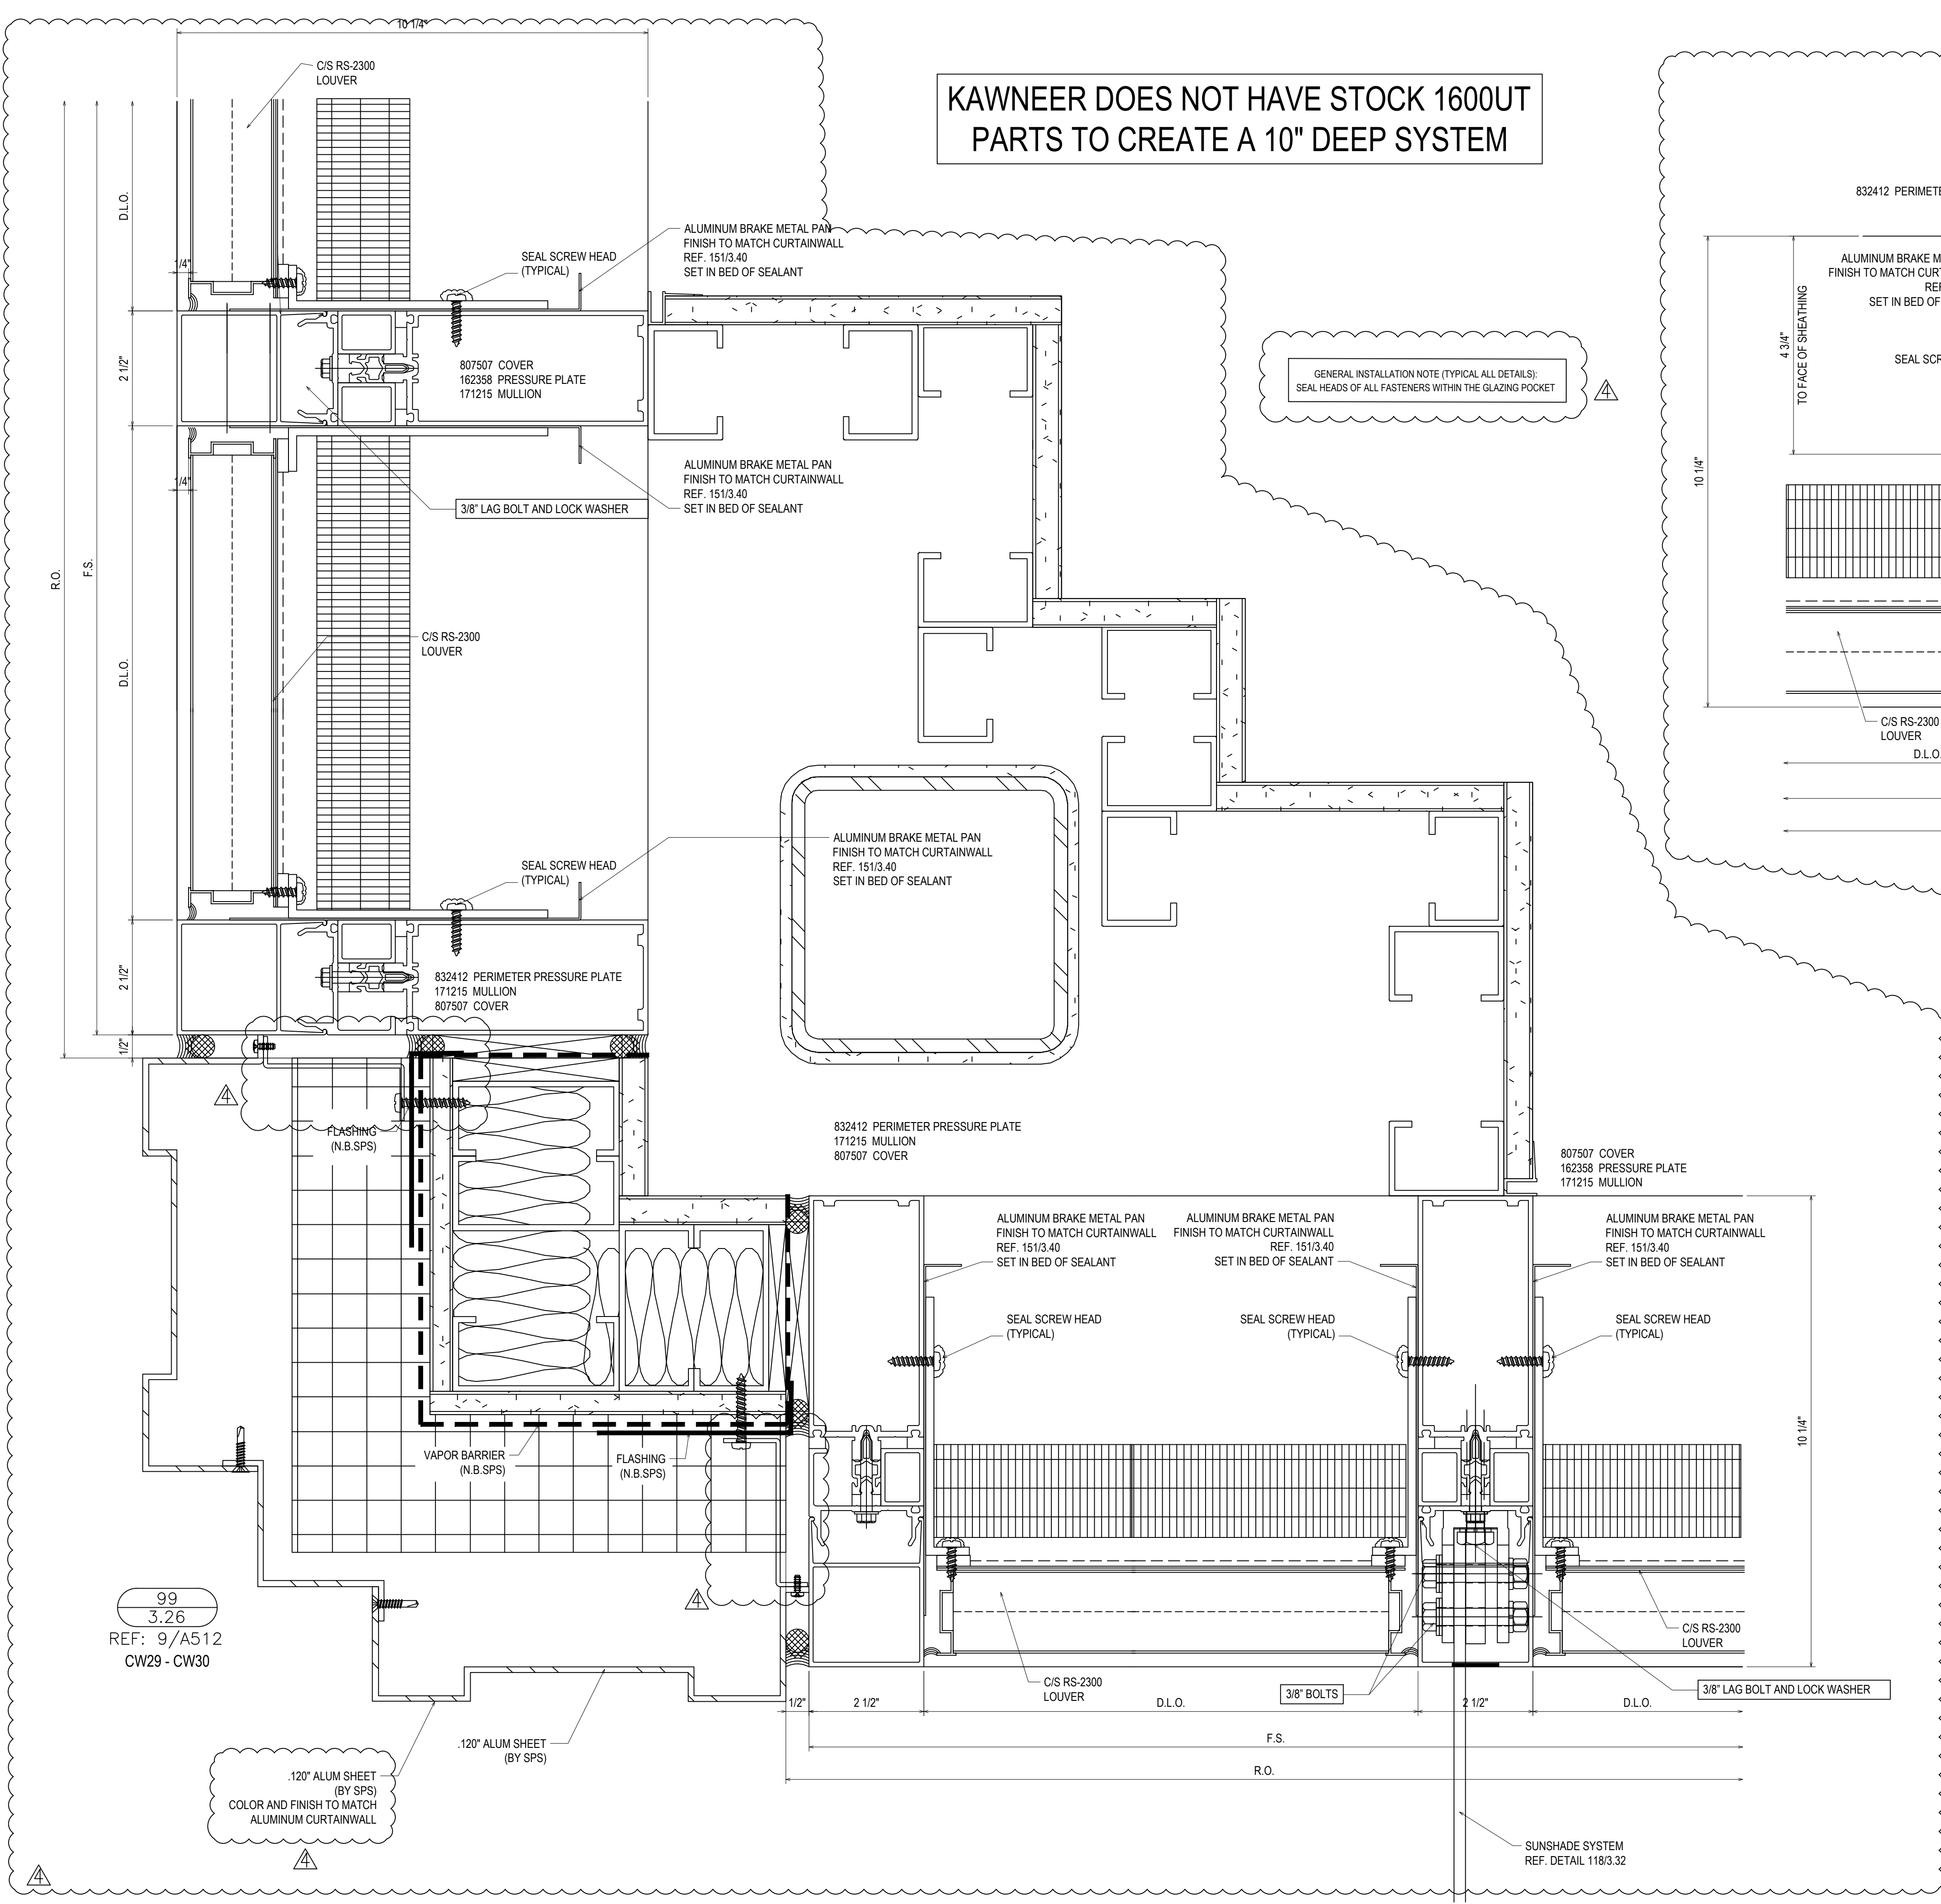 10 1/4"
C/S RS-2300
LOUVER
KAWNEER DOES NOT HAVE STOCK 1600UT
PARTS TO CREATE A 10" DEEP SYSTEM
D.L.O.
1/4"
SEAL SCREW HEAD
(TYPICAL)
ALUMINUM BRAKE METAL PAN
FINISH TO MATCH CURTAINWALL
REF. 151/3.40
SET IN BED OF SEALANT
2 1/2"
807507 COVER
162358 PRESSURE PLATE
171215 MULLION
GENERAL INSTALLATION NOTE (TYPICAL ALL DETAILS):
SEAL HEADS OF ALL FASTENERS WITHIN THE GLAZING POCKET
4
ALUMINUM BRAKE METAL PAN
FINISH TO MATCH CURTAINWALL
REF. 151/3.40
SET IN BED OF SEALANT
1/4"
3/8" LAG BOLT AND LOCK WASHER
R.O.
F.S.
D.L.O.
C/S RS-2300
LOUVER
SEAL SCREW HEAD
(TYPICAL)
ALUMINUM BRAKE METAL PAN
FINISH TO MATCH CURTAINWALL
REF. 151/3.40
SET IN BED OF SEALANT
2 1/2"
832412 PERIMETER PRESSURE PLATE
171215 MULLION
807507 COVER
1/2"
4
FLASHING
(N.B.SPS)
832412 PERIMETER PRESSURE PLATE
171215 MULLION
807507 COVER
807507 COVER
162358 PRESSURE PLATE
171215 MULLION
ALUMINUM BRAKE METAL PAN
FINISH TO MATCH CURTAINWALL
REF. 151/3.40
SET IN BED OF SEALANT
ALUMINUM BRAKE METAL PAN
FINISH TO MATCH CURTAINWALL
REF. 151/3.40
SET IN BED OF SEALANT
ALUMINUM BRAKE METAL PAN
FINISH TO MATCH CURTAINWALL
REF. 151/3.40
SET IN BED OF SEALANT
SEAL SCREW HEAD
(TYPICAL)
SEAL SCREW HEAD
(TYPICAL)
SEAL SCREW HEAD
(TYPICAL)
10 1/4"
VAPOR BARRIER
(N.B.SPS)
FLASHING
(N.B.SPS)
4
99
3.26
REF: 9/A512
CW29 - CW30
C/S RS-2300
LOUVER
3/8" BOLTS
C/S RS-2300
LOUVER
3/8" LAG BOLT AND LOCK WASHER
1/2"
2 1/2"
D.L.O.
2 1/2"
D.L.O.
F.S.
R.O.
.120" ALUM SHEET
(BY SPS)
.120" ALUM SHEET
(BY SPS)
COLOR AND FINISH TO MATCH
ALUMINUM CURTAINWALL
4
4
SUNSHADE SYSTEM
REF. DETAIL 118/3.32
832412
ALUMINUM BRAKE
FINISH TO MATCH
SET IN BED OF
4 3/4"
TO FACE OF SHEATHING
SEAL
10 1/4"
C/S RS-2300
LOUVER
D.L.O.